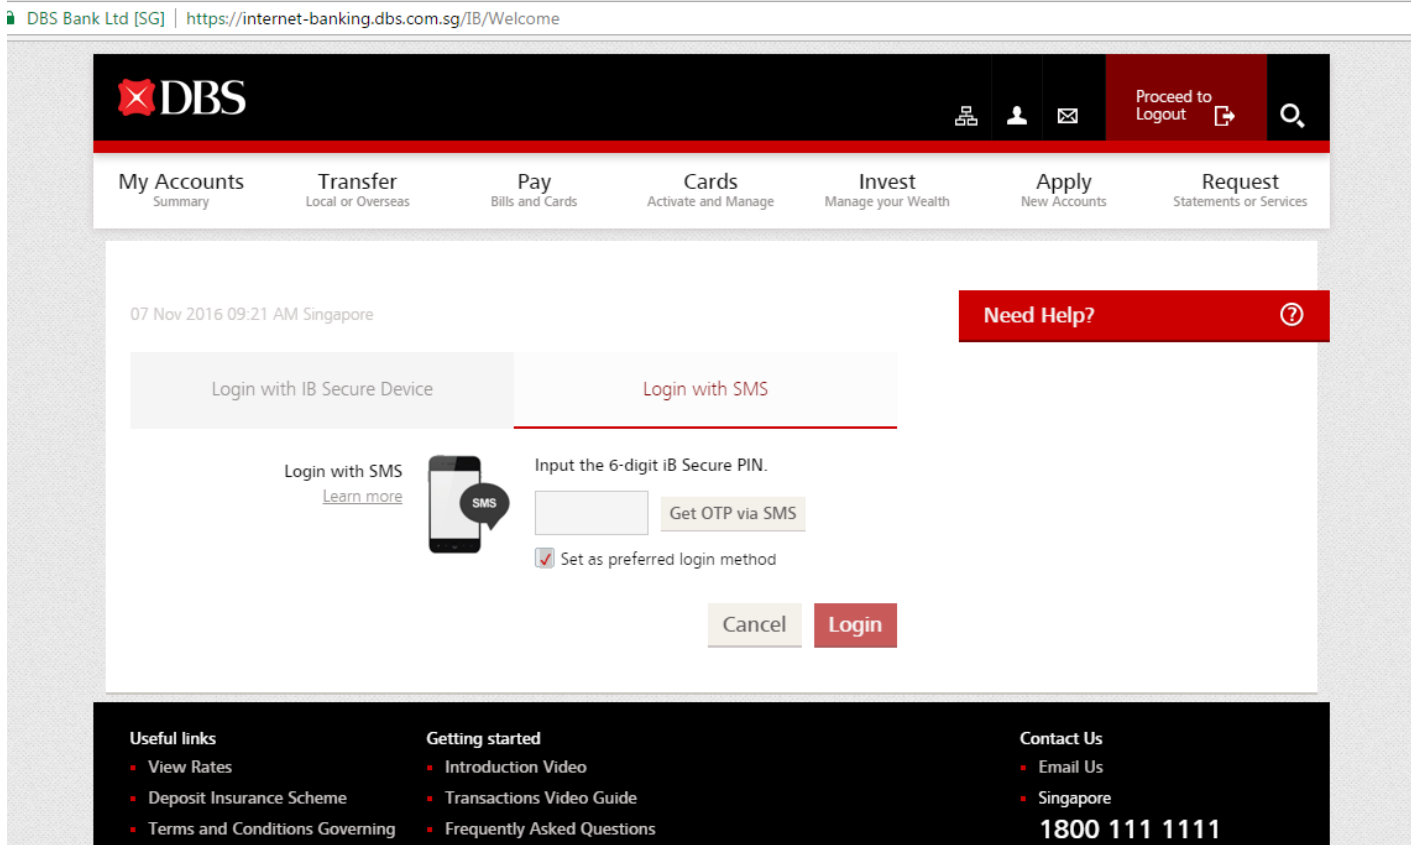 DBS Bank Ltd [SG] | https://internet-banking.dbs.com.sg/IB/Welcome
DBS
Proceed to
Logout
My Accounts
Summary
Transfer
Local or Overseas
Pay
Bills and Cards
Cards
Activate and Manage
Invest
Manage your Wealth
Apply
New Accounts
Request
Statements or Services
07 Nov 2016 09:21 AM Singapore
Need Help?
Login with IB Secure Device
Login with SMS
Login with SMS
Learn more
SMS
Input the 6-digit iB Secure PIN.
Get OTP via SMS
Set as preferred login method
Cancel
Login
Useful links
View Rates
Deposit Insurance Scheme
Terms and Conditions Governing
Getting started
Introduction Video
Transactions Video Guide
Frequently Asked Questions
Contact Us
Email Us
Singapore
1800 111 1111